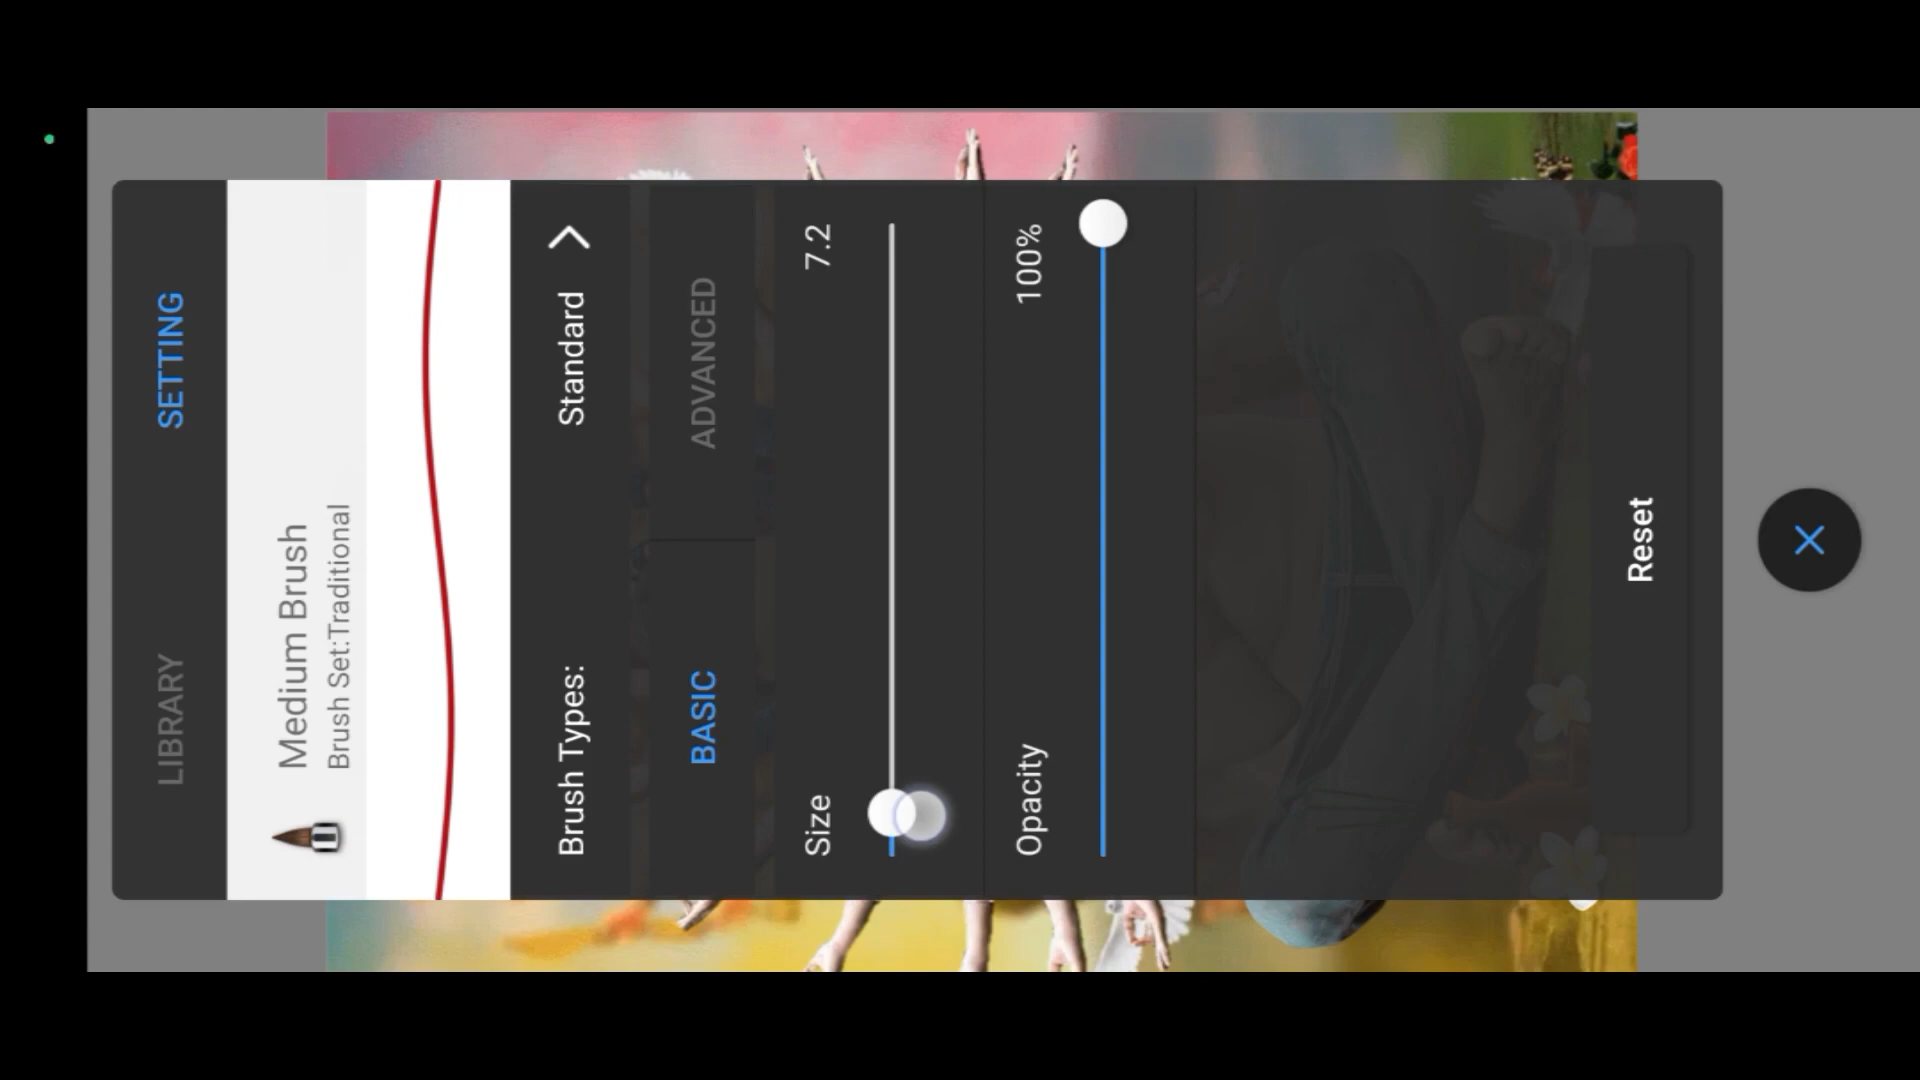 LIBRARY SETTING
Medium Brush
Brush Set:Traditional
Brush Types: Standard
BASIC ADVANCED
Size 7.2
Opacity 100%
Reset